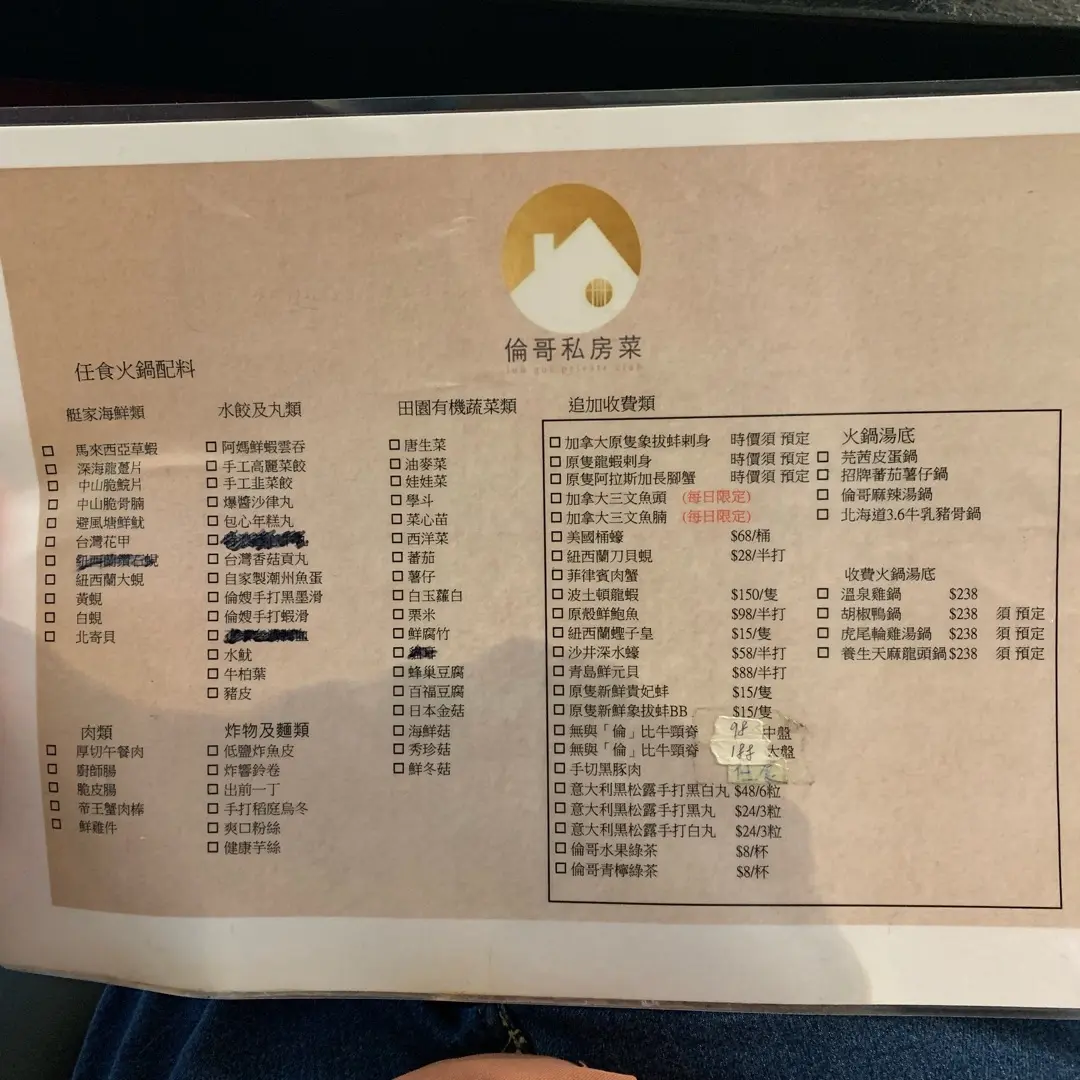 倫哥私房菜
任食火鍋配料
艇家海鮮類
馬來西亞草蝦
深海龍躉片
中山脆鯇片
中山脆骨腩
避風塘鮮魷
台灣花甲
紐西蘭鑽石蜆
紐西蘭大蜆
黃蜆
白蜆
北寄貝
肉類
厚切午餐肉
廚師腸
脆皮腸
帝王蟹肉棒
鮮雞件
水餃及丸類
阿媽鮮蝦雲吞
手工高麗菜餃
手工韭菜餃
爆醬沙律丸
包心年糕丸
台灣香菇貢丸
自家製潮州魚蛋
倫嫂手打黑墨滑
倫嫂手打蝦滑
水魷
牛柏葉
豬皮
炸物及麵類
低鹽炸魚皮
炸響鈴卷
出前一丁
手打稻庭烏冬
爽口粉絲
健康芋絲
田園有機蔬菜類
唐生菜
油麥菜
娃娃菜
學斗
菜心苗
西洋菜
蕃茄
薯仔
白玉蘿白
栗米
鮮腐竹
蜂巢豆腐
百福豆腐
日本金菇
海鮮菇
秀珍菇
鮮冬菇
追加收費類
加拿大原隻象拔蚌刺身 時價須 預定
原隻龍蝦刺身 時價須 預定
原隻阿拉斯加長腳蟹 時價須 預定
加拿大三文魚頭 (每日限定)
加拿大三文魚腩 (每日限定)
美國桶蠔 $68/桶
紐西蘭刀貝蜆 $28/半打
菲律賓肉蟹
波士頓龍蝦 $150/隻
原殼鮮鮑魚 $98/半打
紐西蘭蟶子皇 $15/隻
沙井深水蠔 $58/半打
青島鮮元貝 $88/半打
原隻新鮮貴妃蚌 $15/隻
原隻新鮮象拔蚌BB $15/隻
無與「倫」比牛頸脊 98 中盤
無與「倫」比牛頸脊 188 大盤
手切黑豚肉
意大利黑松露手打黑白丸 $48/6粒
意大利黑松露手打黑丸 $24/3粒
意大利黑松露手打白丸 $24/3粒
倫哥水果綠茶 $8/杯
倫哥青檸綠茶 $8/杯
火鍋湯底
芫茜皮蛋鍋
招牌蕃茄薯仔鍋
倫哥麻辣湯鍋
北海道3.6牛乳豬骨鍋
收費火鍋湯底
溫泉雞鍋 $238
胡椒鴨鍋 $238 須 預定
虎尾輪雞湯鍋 $238 須 預定
養生天麻龍頭鍋 $238 須 預定